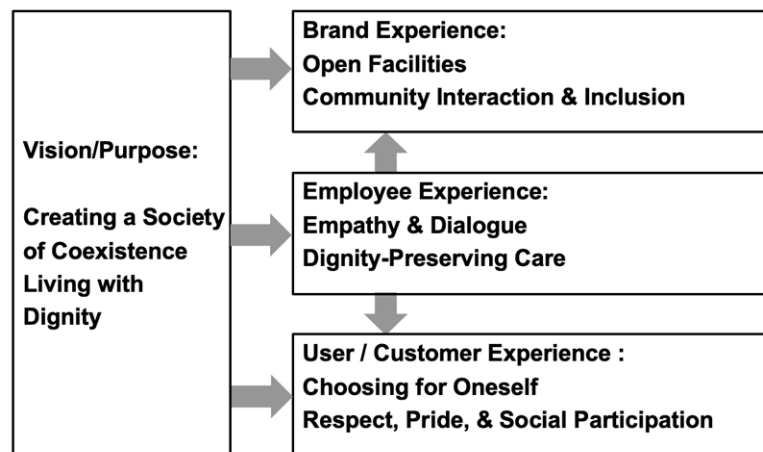 Vision/Purpose:
Creating a Society
of Coexistence
Living with
Dignity
Brand Experience:
Open Facilities
Community Interaction & Inclusion
Employee Experience:
Empathy & Dialogue
Dignity-Preserving Care
User / Customer Experience :
Choosing for Oneself
Respect, Pride, & Social Participation